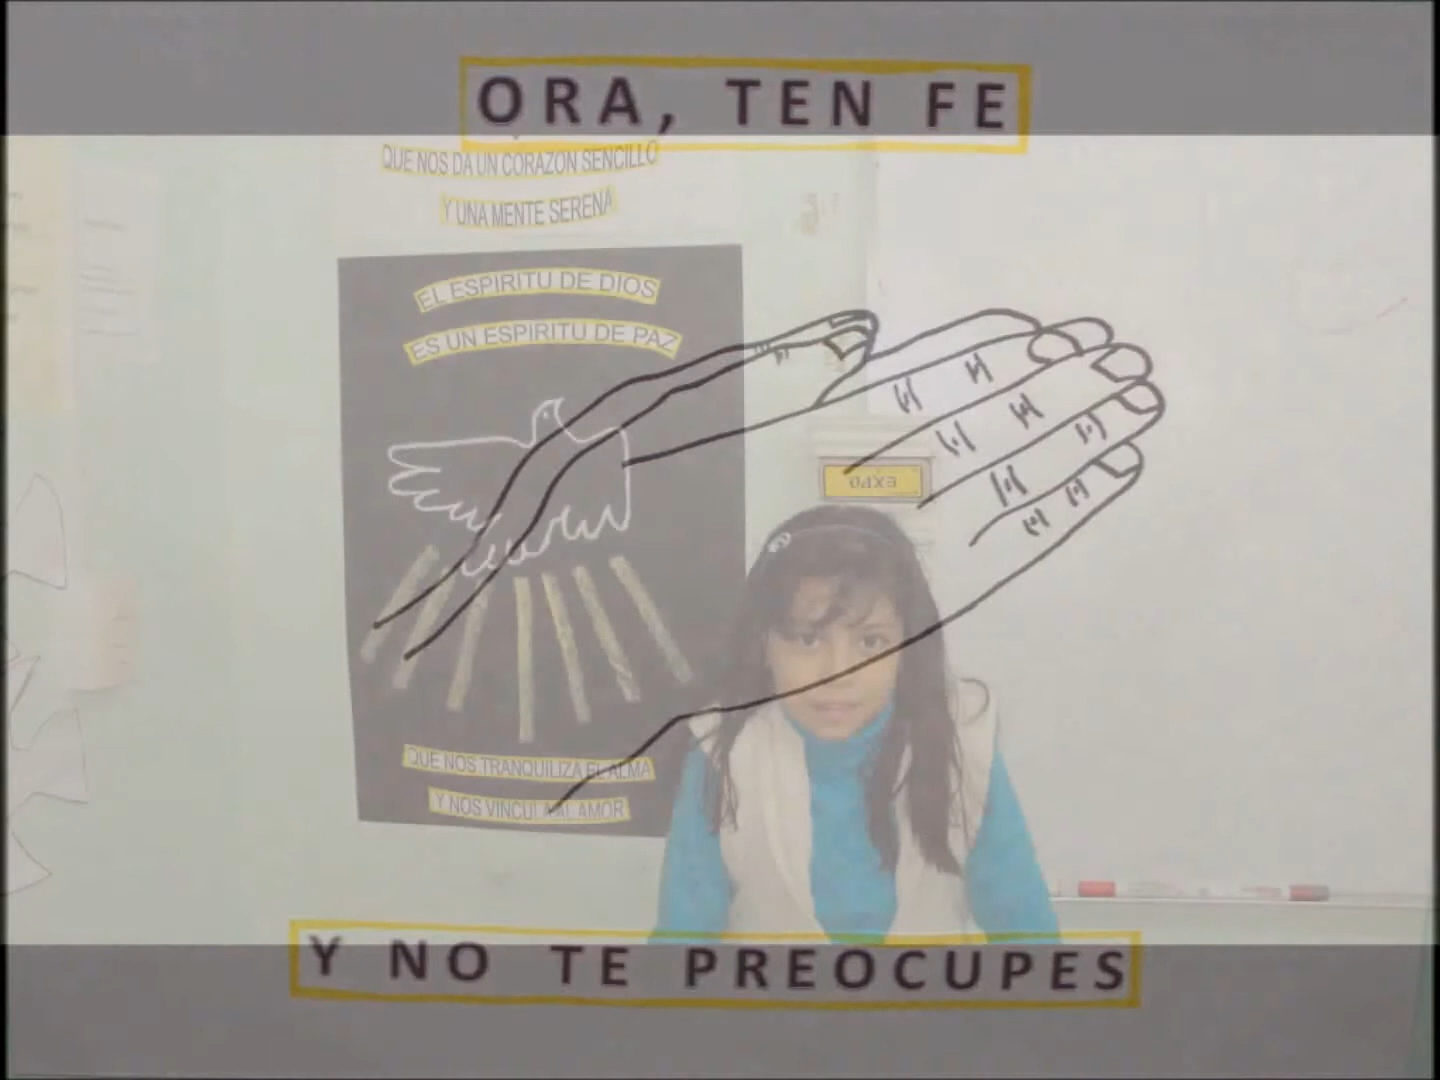 ORA, TEN FE
QUE NOS DA UN CORAZON SENCILLO
Y UNA MENTE SERENA
EL ESPIRITU DE DIOS
ES UN ESPIRITU DE PAZ
EXPO
QUE NOS TRANQUILIZA EL ALMA
Y NOS VINCULA AL AMOR
Y NO TE PREOCUPES